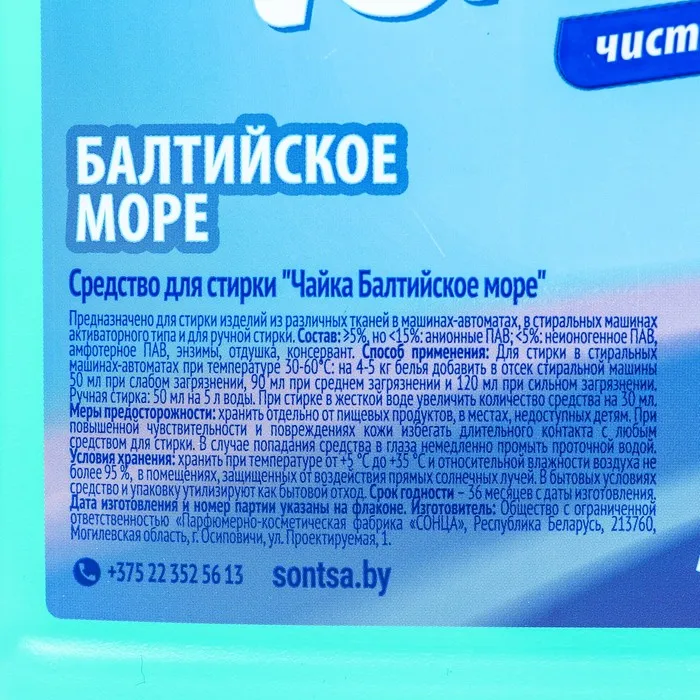 чист
БАЛТИЙСКОЕ
МОРЕ
Средство для стирки "Чайка Балтийское море"
Предназначено для стирки изделий из различных тканей в машинах-автоматах, в стиральных машинах
активаторного типа и для ручной стирки. Состав: ≥5%, но <15%: анионные ПАВ; <5%: неионогенное ПАВ,
амфотерное ПАВ, энзимы, отдушка, консервант. Способ применения: Для стирки в стиральных
машинах-автоматах при температуре 30-60°С: на 4-5 кг белья добавить в отсек стиральной машины
50 мл при слабом загрязнении, 90 мл при среднем загрязнении и 120 мл при сильном загрязнении.
Ручная стирка: 50 мл на 5 л воды. При стирке в жесткой воде увеличить количество средства на 30 мл.
Меры предосторожности: хранить отдельно от пищевых продуктов, в местах, недоступных детям. При
повышенной чувствительности и повреждениях кожи избегать длительного контакта с любым
средством для стирки. В случае попадания средства в глаза немедленно промыть проточной водой.
Условия хранения: хранить при температуре от +5 °С до +35 °С и относительной влажности воздуха не
более 95 %, в помещениях, защищенных от воздействия прямых солнечных лучей. В бытовых условиях
средство и упаковку утилизируют как бытовой отход. Срок годности – 36 месяцев с даты изготовления.
Дата изготовления и номер партии указаны на флаконе. Изготовитель: Общество с ограниченной
ответственностью «Парфюмерно-косметическая фабрика «СОНЦА», Республика Беларусь, 213760,
Могилевская область, г. Осиповичи, ул. Проектируемая, 1.
+375 22 352 56 13 sontsa.by